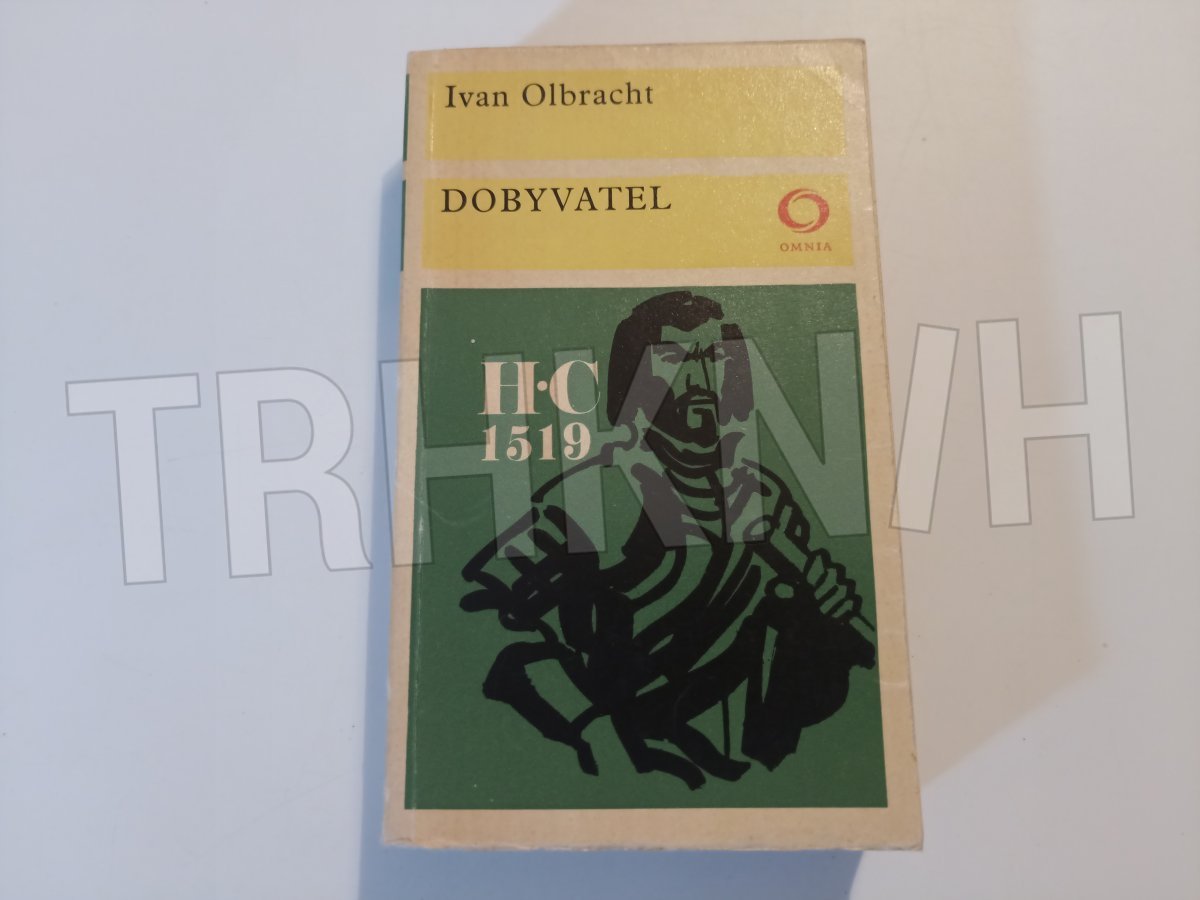 Ivan Olbracht
DOBYVATEL
OMNIA
H·C
1519
TRHKNIH